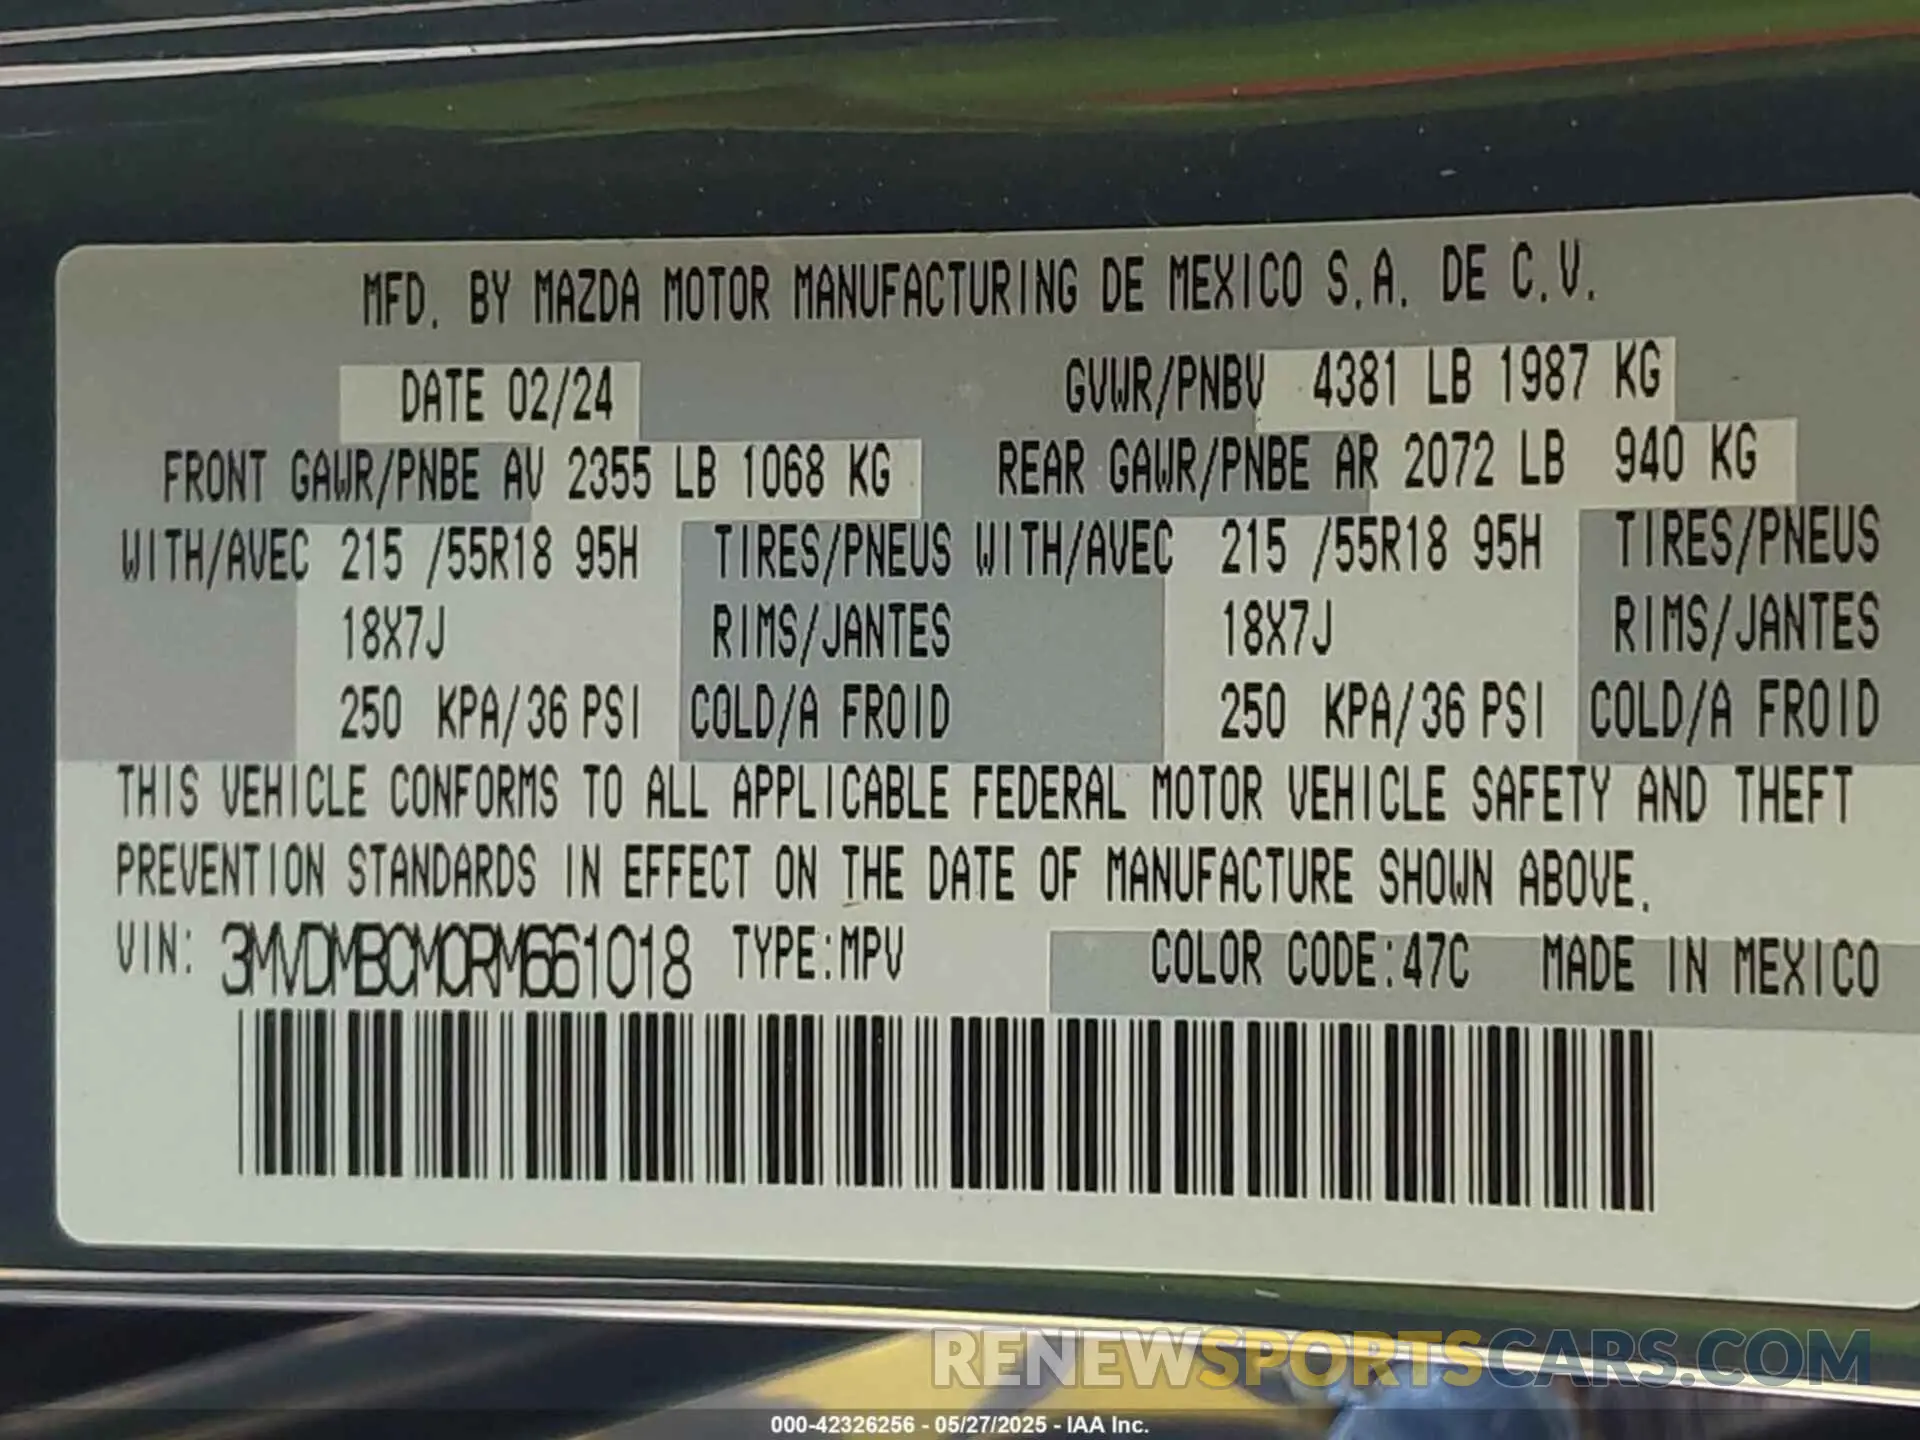 MFD. BY MAZDA MOTOR MANUFACTURING DE MEXICO S.A. DE C.V.
DATE 02/24 GVWR/PNBV 4381 LB 1987 KG
FRONT GAWR/PNBE AV 2355 LB 1068 KG REAR GAWR/PNBE AR 2072 LB 940 KG
WITH/AVEC 215 /55R18 95H TIRES/PNEUS WITH/AVEC 215 /55R18 95H TIRES/PNEUS
18X7J RIMS/JANTES 18X7J RIMS/JANTES
250 KPA/36 PSI COLD/A FROID 250 KPA/36 PSI COLD/A FROID
THIS VEHICLE CONFORMS TO ALL APPLICABLE FEDERAL MOTOR VEHICLE SAFETY AND THEFT
PREVENTION STANDARDS IN EFFECT ON THE DATE OF MANUFACTURE SHOWN ABOVE.
VIN: 3MVDMBCM0RM661018 TYPE:MPV COLOR CODE:47C MADE IN MEXICO
RENEWSPORTSCARS.COM
000-42326256 - 05/27/2025 - IAA Inc.